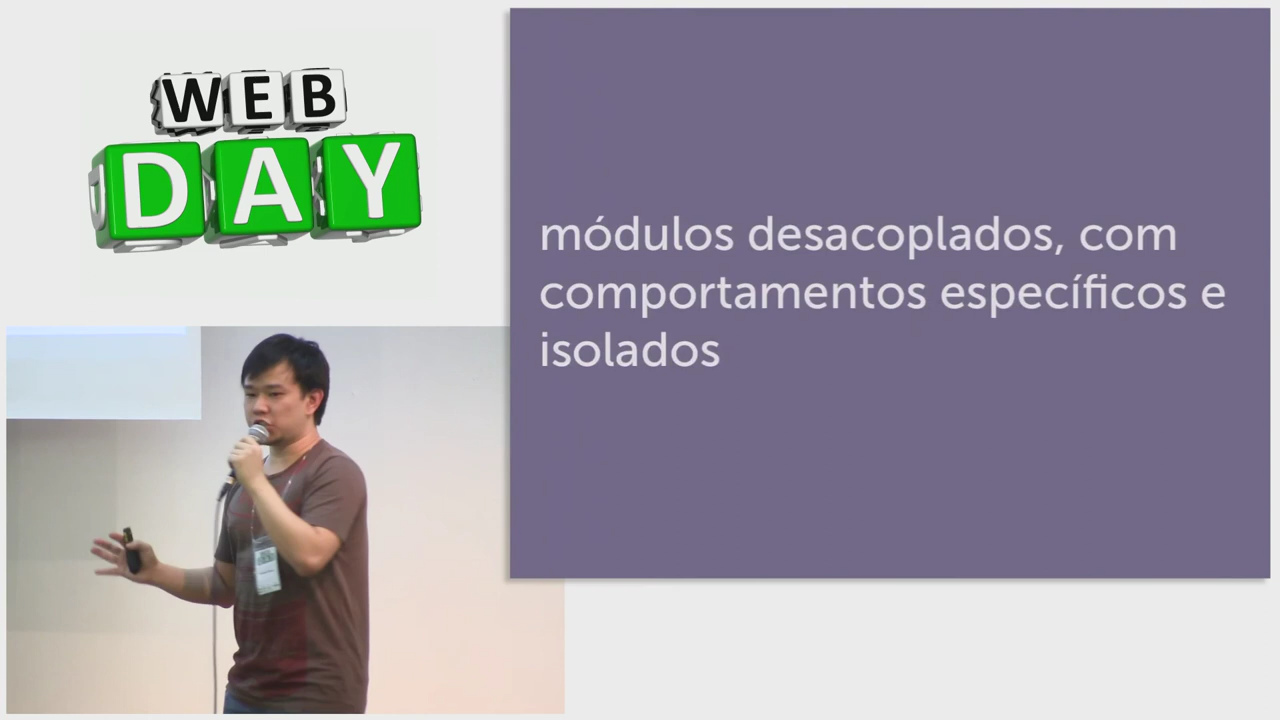 WEB
DAY
módulos desacoplados, com
comportamentos específicos e
isolados